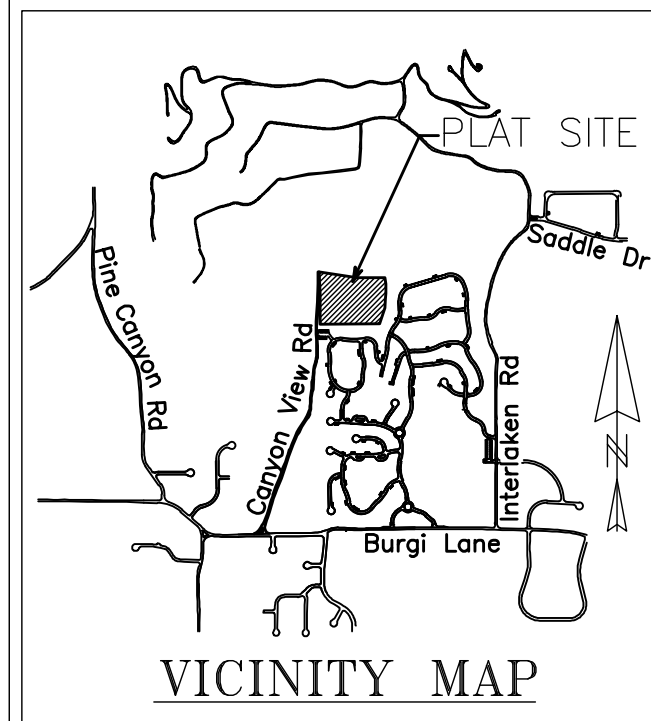 PLAT SITE
Saddle Dr
Pine Canyon Rd
Canyon View Rd
Interlaken Rd
N
Burgi Lane
VICINITY MAP